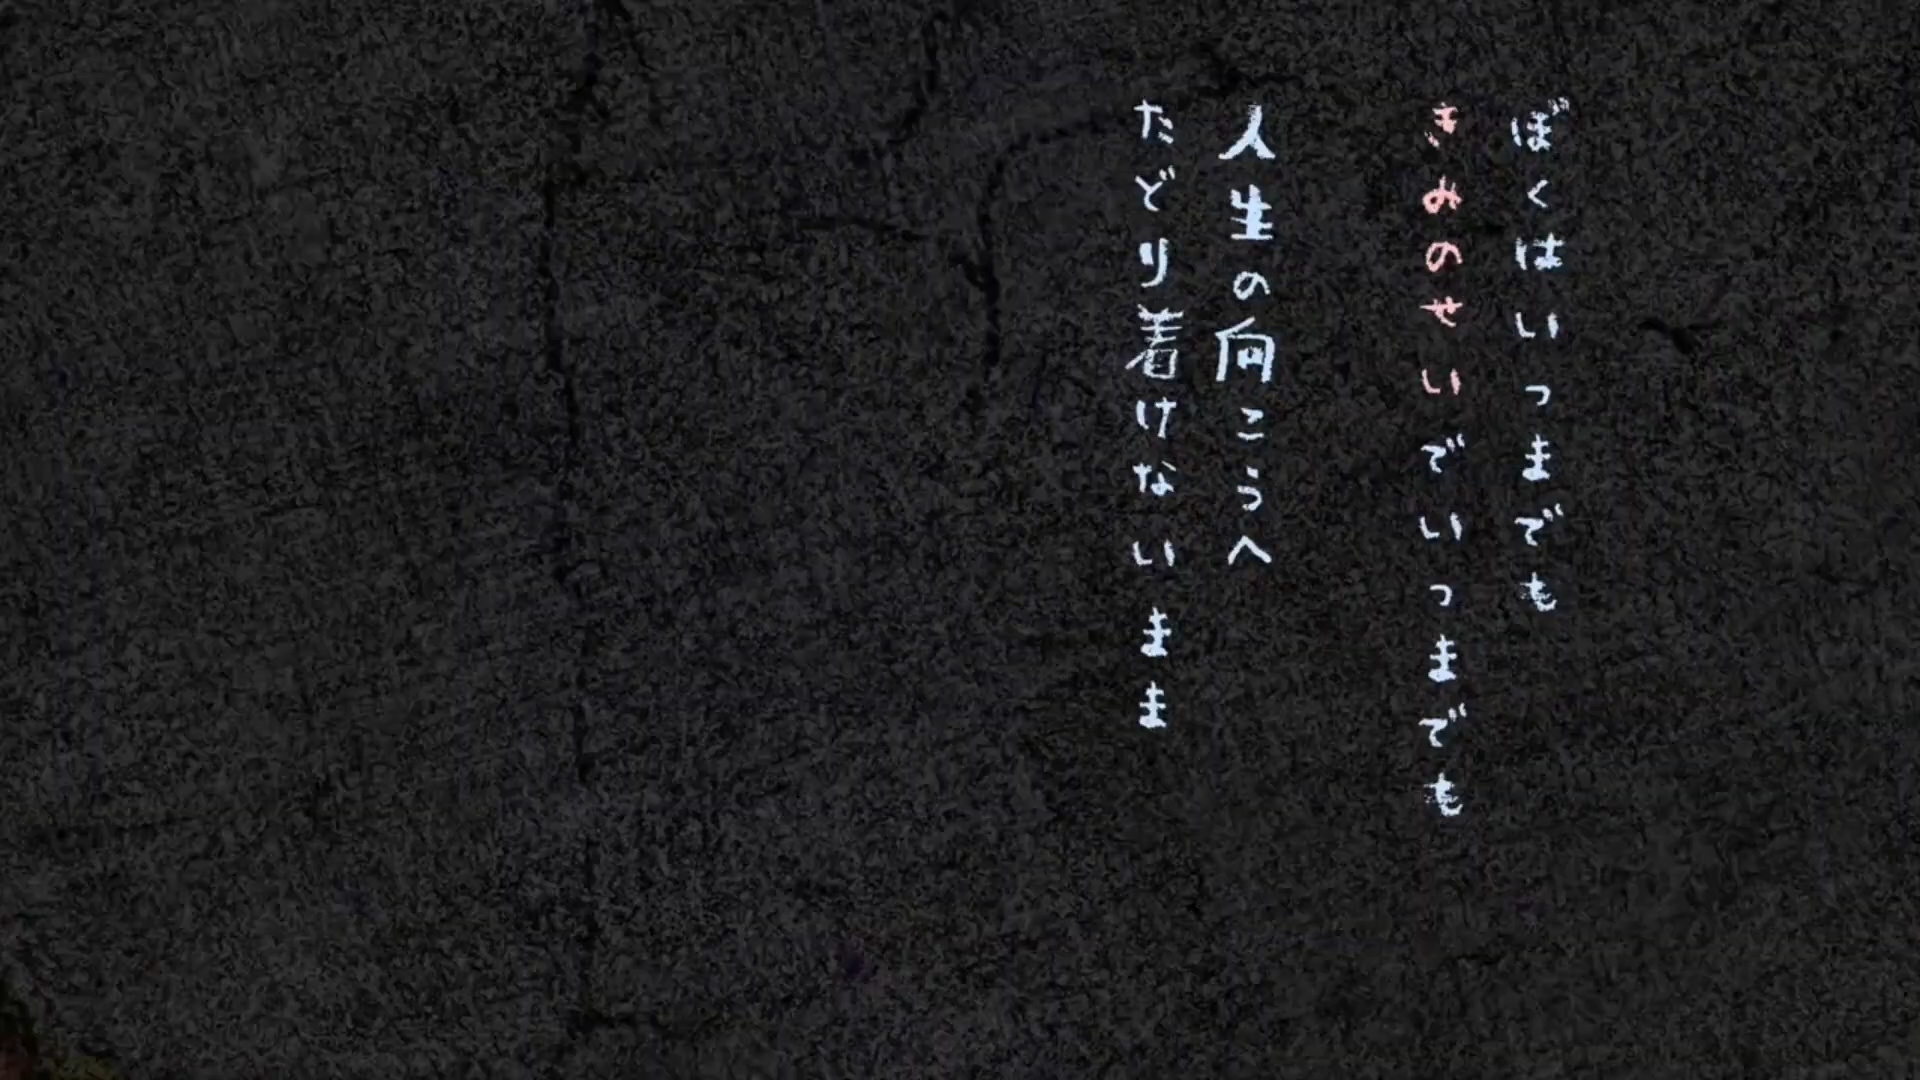 ぼくはいつまでも
きみのせいでいつまでも
人生の向こうへ
たどり着けないまま